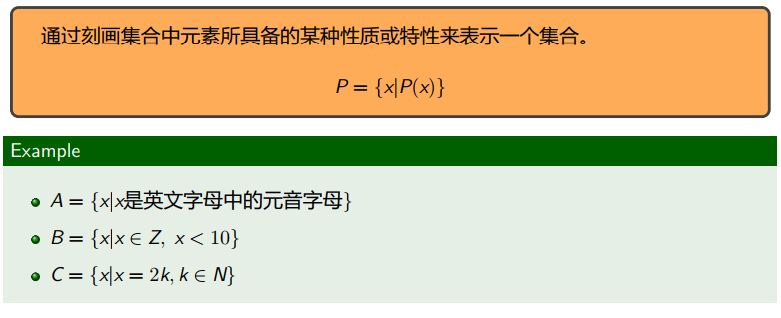 通过刻画集合中元素所具备的某种性质或特性来表示一个集合。
P = {x|P(x)}
Example
A = {x|x是英文字母中的元音字母}
B = {x|x ∈ Z, x < 10}
C = {x|x = 2k, k ∈ N}